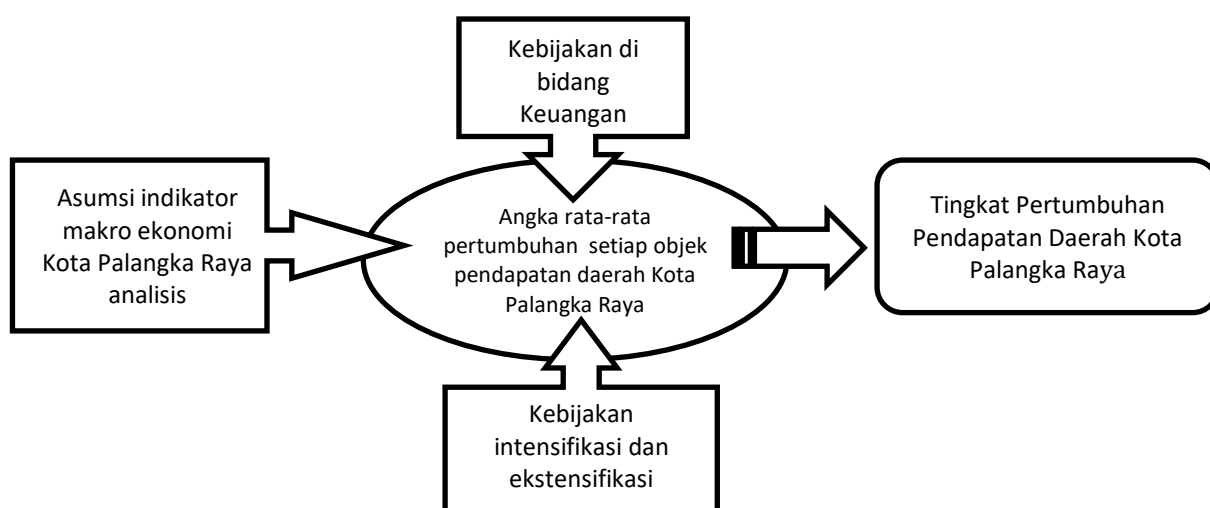 Kebijakan di
bidang
Keuangan
Asumsi indikator
makro ekonomi
Kota Palangka Raya
analisis
Angka rata-rata
pertumbuhan setiap objek
pendapatan daerah Kota
Palangka Raya
Tingkat Pertumbuhan
Pendapatan Daerah Kota
Palangka Raya
Kebijakan
intensifikasi dan
ekstensifikasi